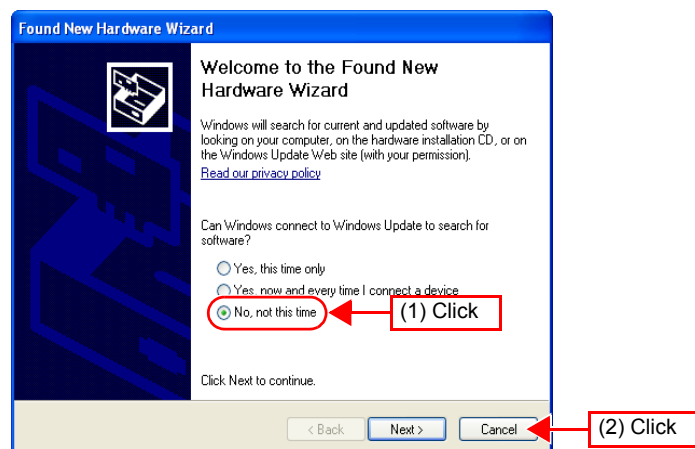 Found New Hardware Wizard
Welcome to the Found New
Hardware Wizard
Windows will search for current and updated software by
looking on your computer, on the hardware installation CD, or on
the Windows Update Web site (with your permission).
Read our privacy policy
Can Windows connect to Windows Update to search for
software?
Yes, this time only
Yes, now and every time I connect a device
No, not this time
(1) Click
Click Next to continue.
< Back Next > Cancel
(2) Click